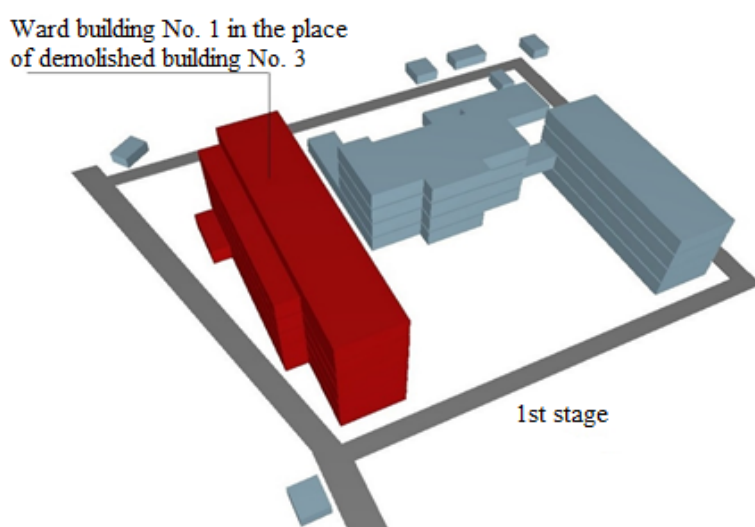 Ward building No. 1 in the place
of demolished building No. 3
1st stage